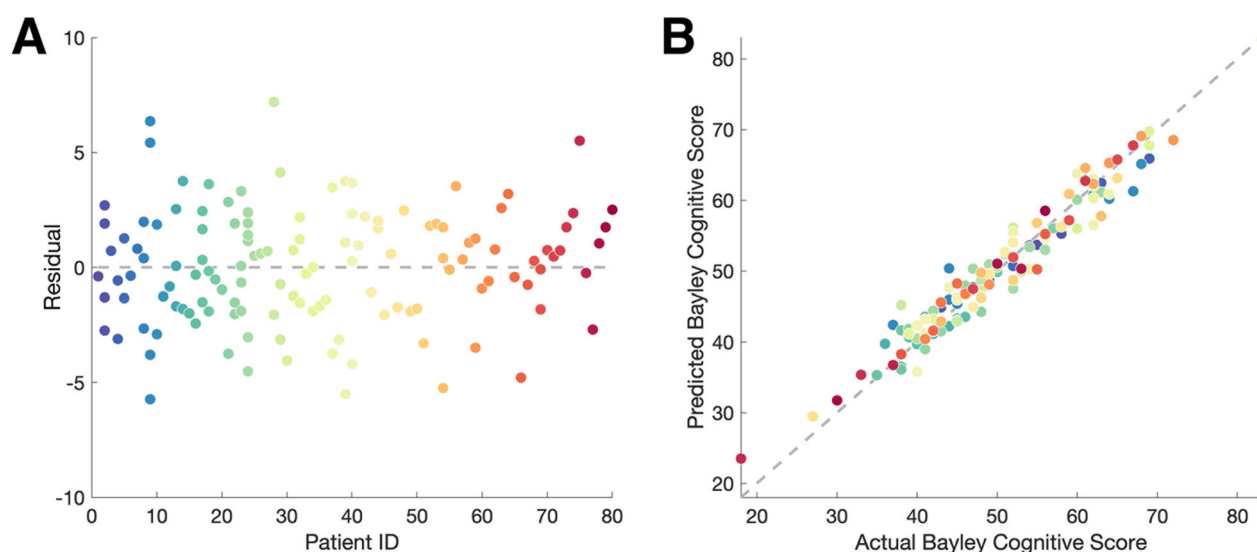 A
10
5
0
-5
-10
Residual
0 10 20 30 40 50 60 70 80
Patient ID
B
80
70
60
50
40
30
20
Predicted Bayley Cognitive Score
20 30 40 50 60 70 80
Actual Bayley Cognitive Score